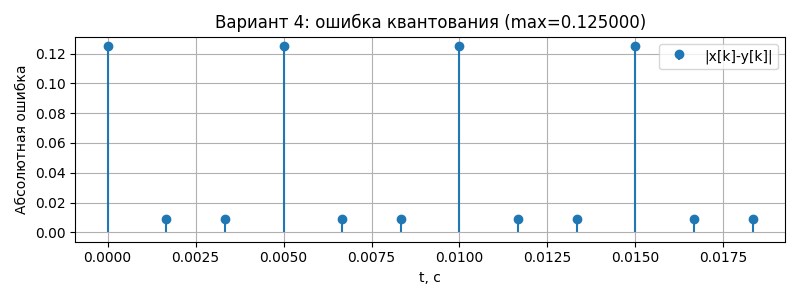 Вариант 4: ошибка квантования (max=0.125000)
|x[k]-y[k]|
Абсолютная ошибка
0.12
0.10
0.08
0.06
0.04
0.02
0.00
0.0000 0.0025 0.0050 0.0075 0.0100 0.0125 0.0150 0.0175
t, с